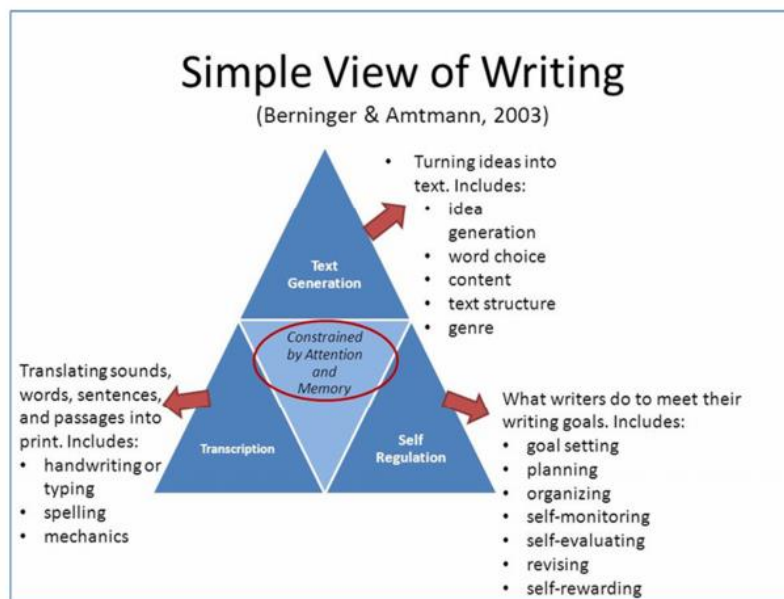 Simple View of Writing
(Berninger & Amtmann, 2003)
• Turning ideas into
text. Includes:
• idea
generation
• word choice
• content
• text structure
• genre
Text
Generation
Constrained
by Attention
and
Memory
Translating sounds,
words, sentences,
and passages into
print. Includes:
• handwriting or
typing
• spelling
• mechanics
Transcription
Self
Regulation
What writers do to meet their
writing goals. Includes:
• goal setting
• planning
• organizing
• self-monitoring
• self-evaluating
• revising
• self-rewarding